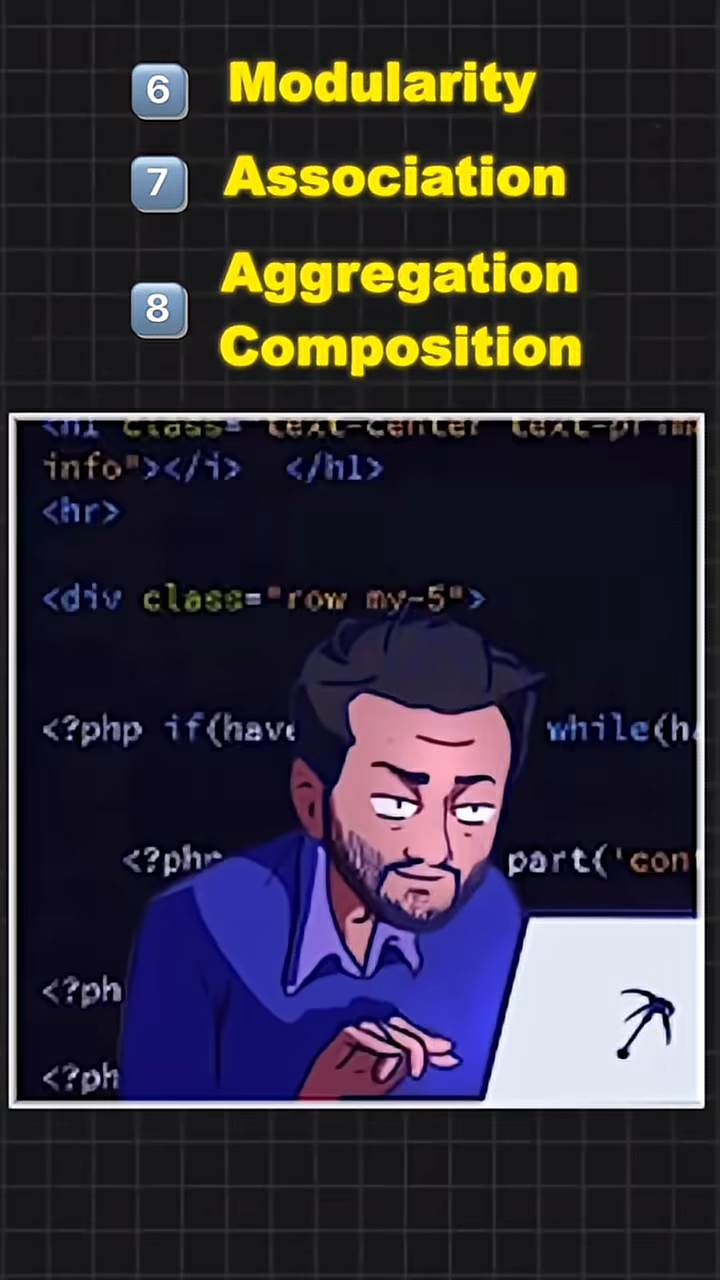 6 Modularity
7 Association
8 Aggregation
Composition
info"></i> </h1>
<hr>
<div class="row my-5">
<?php if(have while(h
<?php part('con
<?ph
<?ph